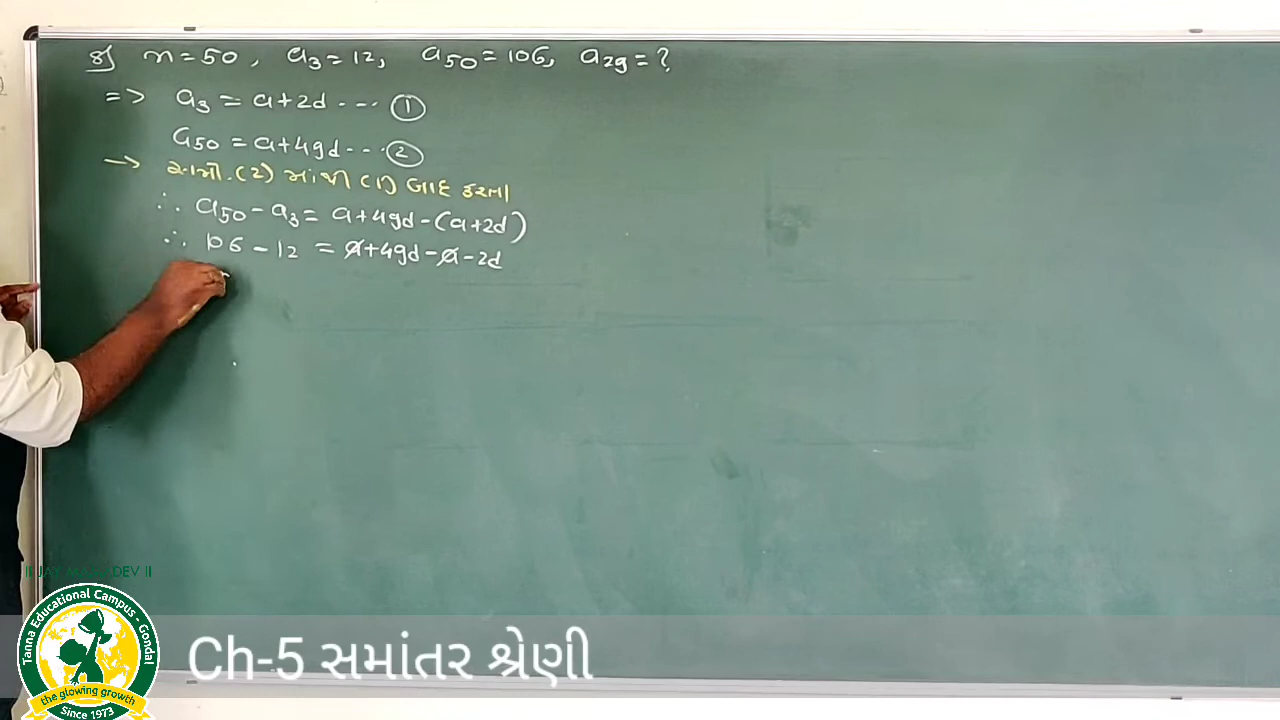 8) n=50, a3=12, a50=106, a29=?
=> a3 = a+2d --- ①
a50 = a+49d --- ②
→ સમી.(2) માંથી (1) બાદ કરતા
∴ a50-a3 = a+49d-(a+2d)
∴ 106-12 = a+49d-a-2d
|| JAY MAHADEV ||
Tanna Educational Campus - Gondal
the glowing growth
Since 1973
Ch-5 સમાંતર શ્રેણી